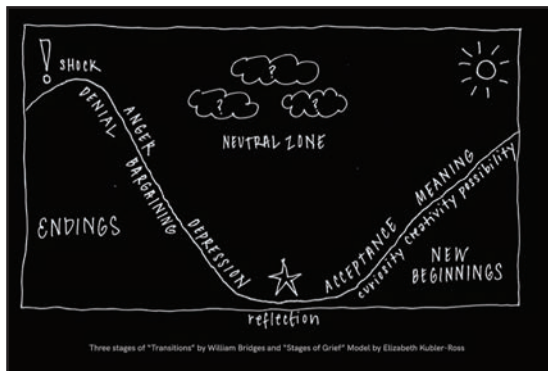 ! SHOCK
DENIAL
ANGER
BARGAINING
DEPRESSION
ENDINGS
? ? ?
NEUTRAL ZONE
reflection
ACCEPTANCE
MEANING
curiosity creativity possibility
NEW
BEGINNINGS
Three stages of "Transitions" by William Bridges and "Stages of Grief" Model by Elizabeth Kubler-Ross